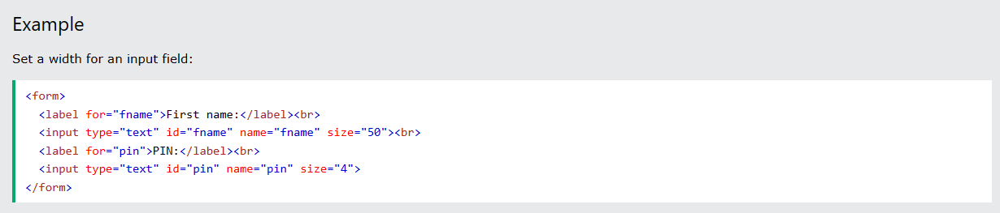 Example
Set a width for an input field:
<form>
  <label for="fname">First name:</label><br>
  <input type="text" id="fname" name="fname" size="50"><br>
  <label for="pin">PIN:</label><br>
  <input type="text" id="pin" name="pin" size="4">
</form>